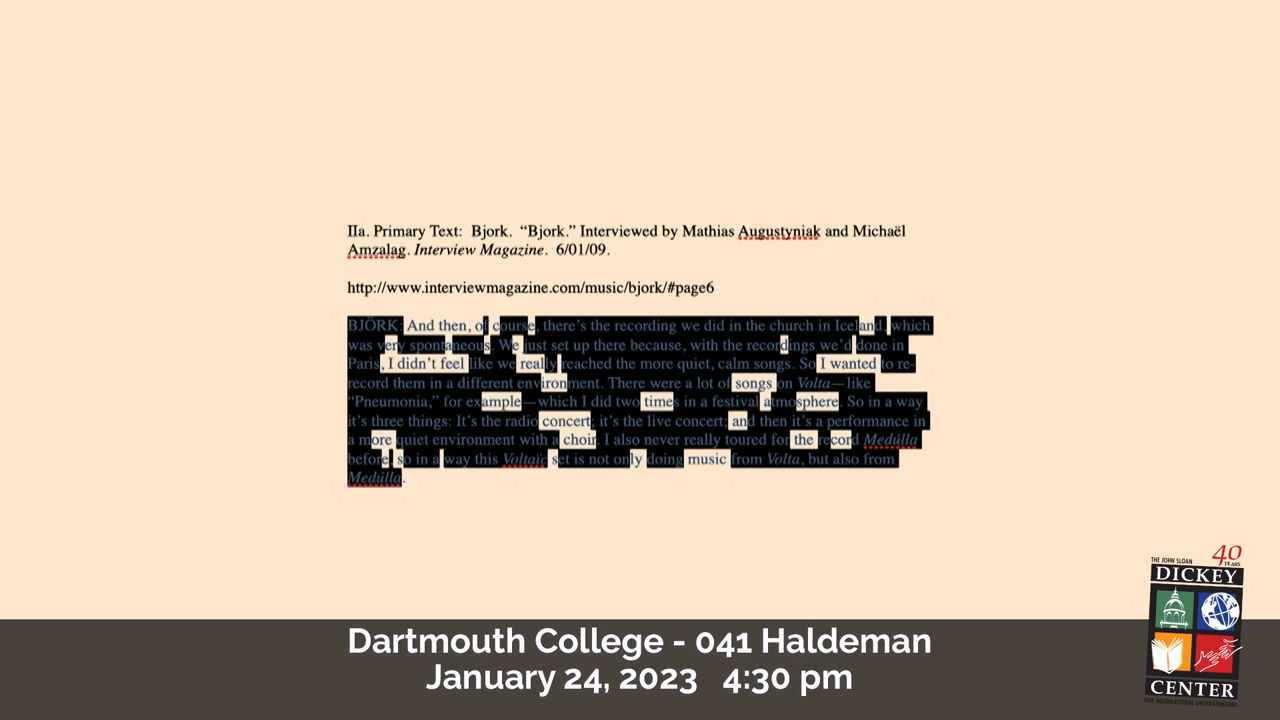 IIa. Primary Text:  Bjork.  “Bjork.” Interviewed by Mathias Augustyniak and Michaël
Amzalag. Interview Magazine.  6/01/09.
http://www.interviewmagazine.com/music/bjork/#page6
BJÖRK: And then, of course, there’s the recording we did in the church in Iceland, which
was very spontaneous. We just set up there because, with the recordings we’d done in
Paris, I didn’t feel like we really reached the more quiet, calm songs. So I wanted to re-
record them in a different environment. There were a lot of songs on Volta—like
“Pneumonia,” for example—which I did two times in a festival atmosphere. So in a way
it’s three things: It’s the radio concert; it’s the live concert; and then it’s a performance in
a more quiet environment with a choir. I also never really toured for the record Medúlla
before, so in a way this Voltaïc set is not only doing music from Volta, but also from
Medúlla.
Dartmouth College - 041 Haldeman
January 24, 2023   4:30 pm
40
YEARS
THE JOHN SLOAN
DICKEY
CENTER
FOR INTERNATIONAL UNDERSTANDING